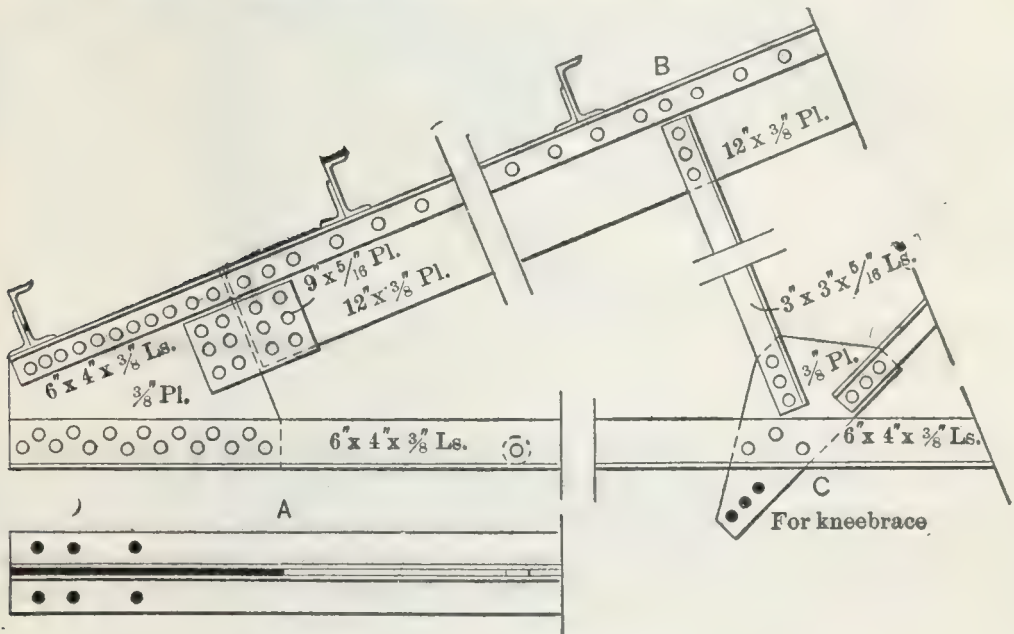 B
12"x 3/8" Pl.
9"x 5/16" Pl.
12"x 3/8" Pl.
6"x 4"x 3/8" Ls.
3/8" Pl.
3"x 3"x 5/16" Ls.
3/8" Pl.
6"x 4"x 3/8" Ls.
6"x 4"x 3/8" Ls.
A
C
For kneebrace